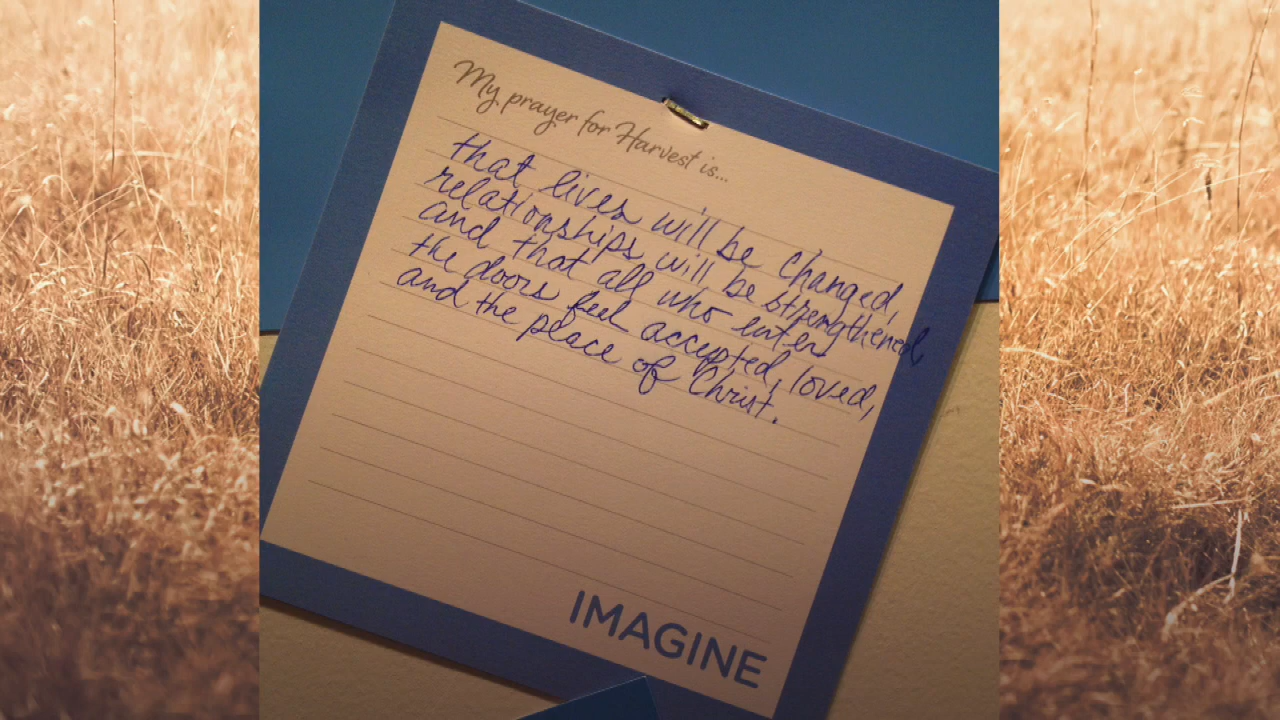 My prayer for Harvest is...
that lives will be changed,
relationships will be strengthened
and that all who enter
the doors feel accepted, loved,
and the place of Christ.
IMAGINE